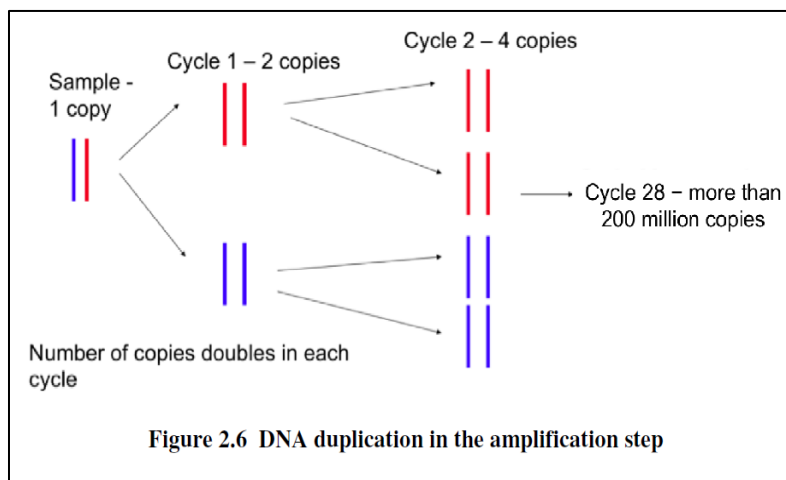 Sample -
1 copy
Cycle 1 – 2 copies
Cycle 2 – 4 copies
Cycle 28 – more than
200 million copies
Number of copies doubles in each
cycle
Figure 2.6 DNA duplication in the amplification step